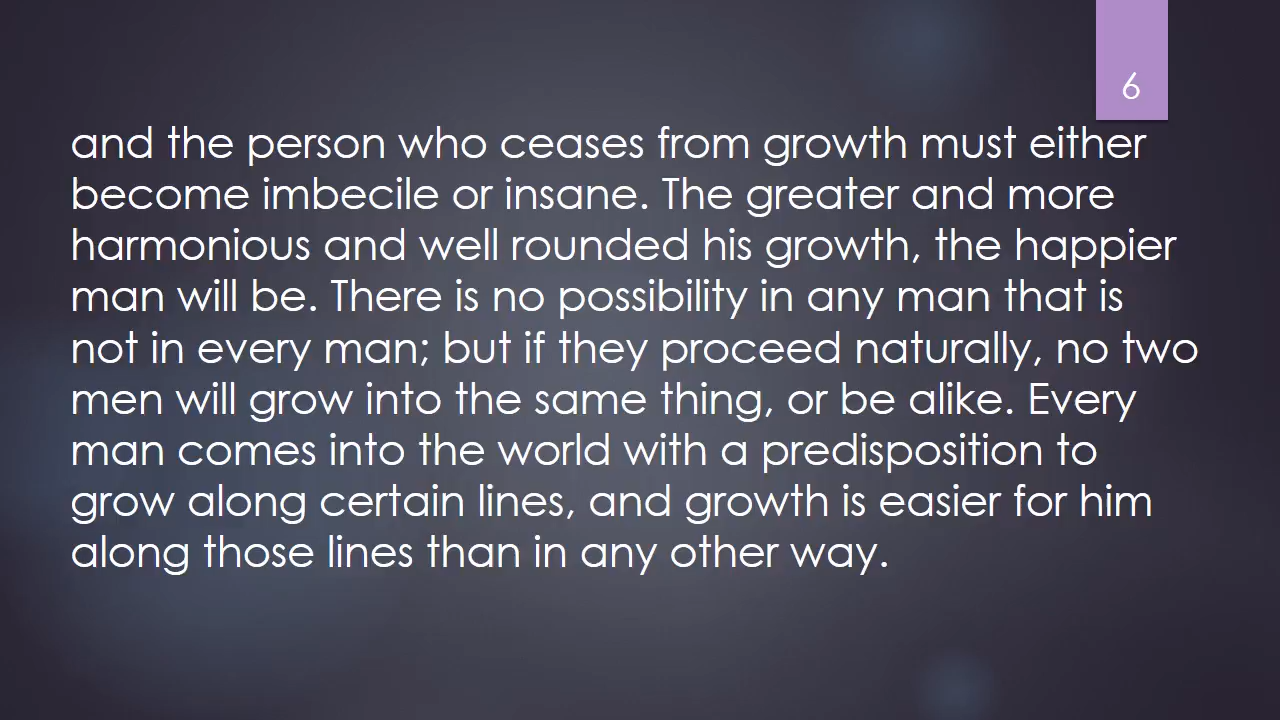 6
and the person who ceases from growth must either
become imbecile or insane. The greater and more
harmonious and well rounded his growth, the happier
man will be. There is no possibility in any man that is
not in every man; but if they proceed naturally, no two
men will grow into the same thing, or be alike. Every
man comes into the world with a predisposition to
grow along certain lines, and growth is easier for him
along those lines than in any other way.